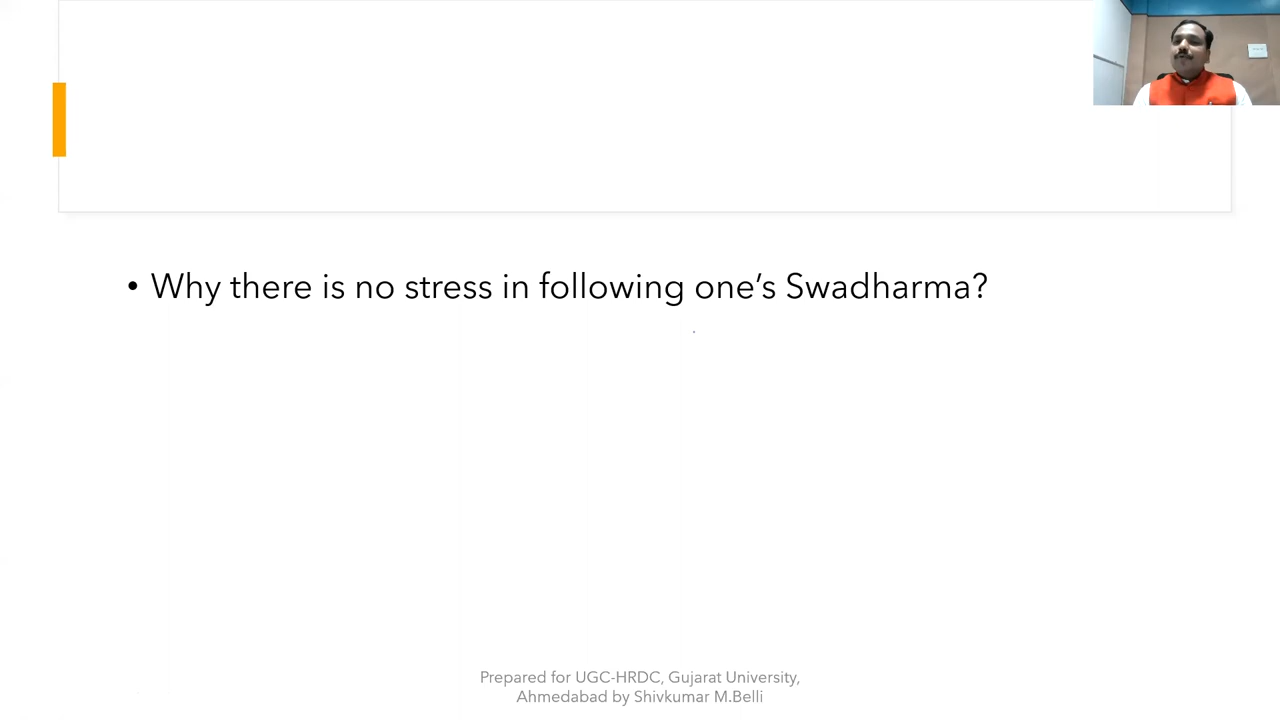 • Why there is no stress in following one’s Swadharma?
Prepared for UGC-HRDC, Gujarat University,
Ahmedabad by Shivkumar M.Belli